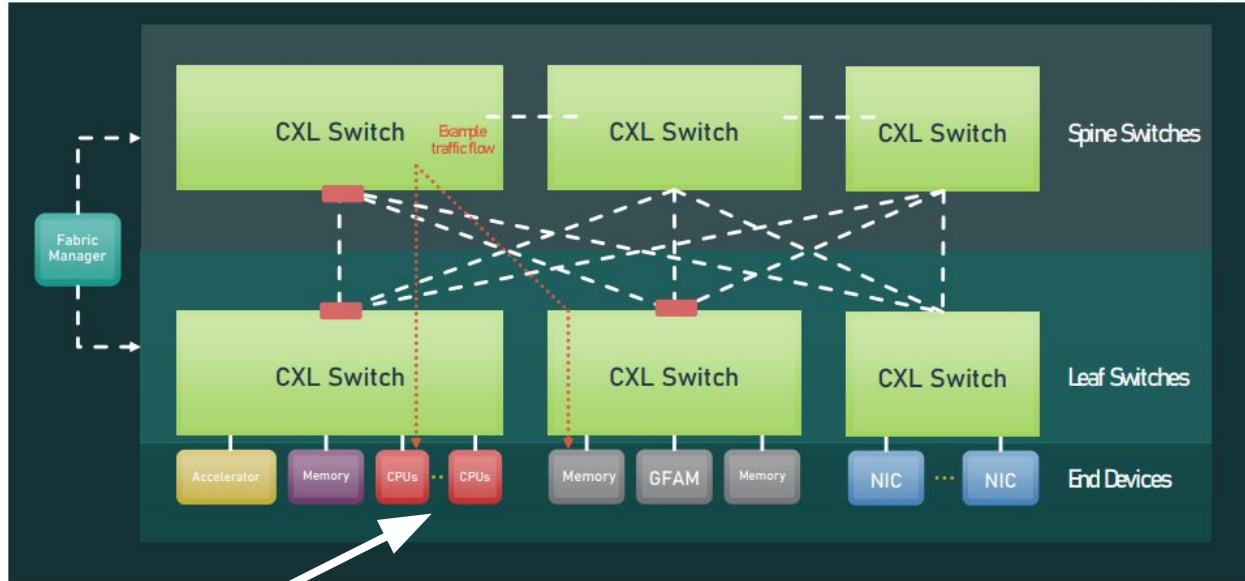 CXL Switch
Example
traffic flow
CXL Switch
CXL Switch
Spine Switches
Fabric
Manager
CXL Switch
CXL Switch
CXL Switch
Leaf Switches
Accelerator
Memory
CPUs
CPUs
Memory
GFAM
Memory
NIC
NIC
End Devices